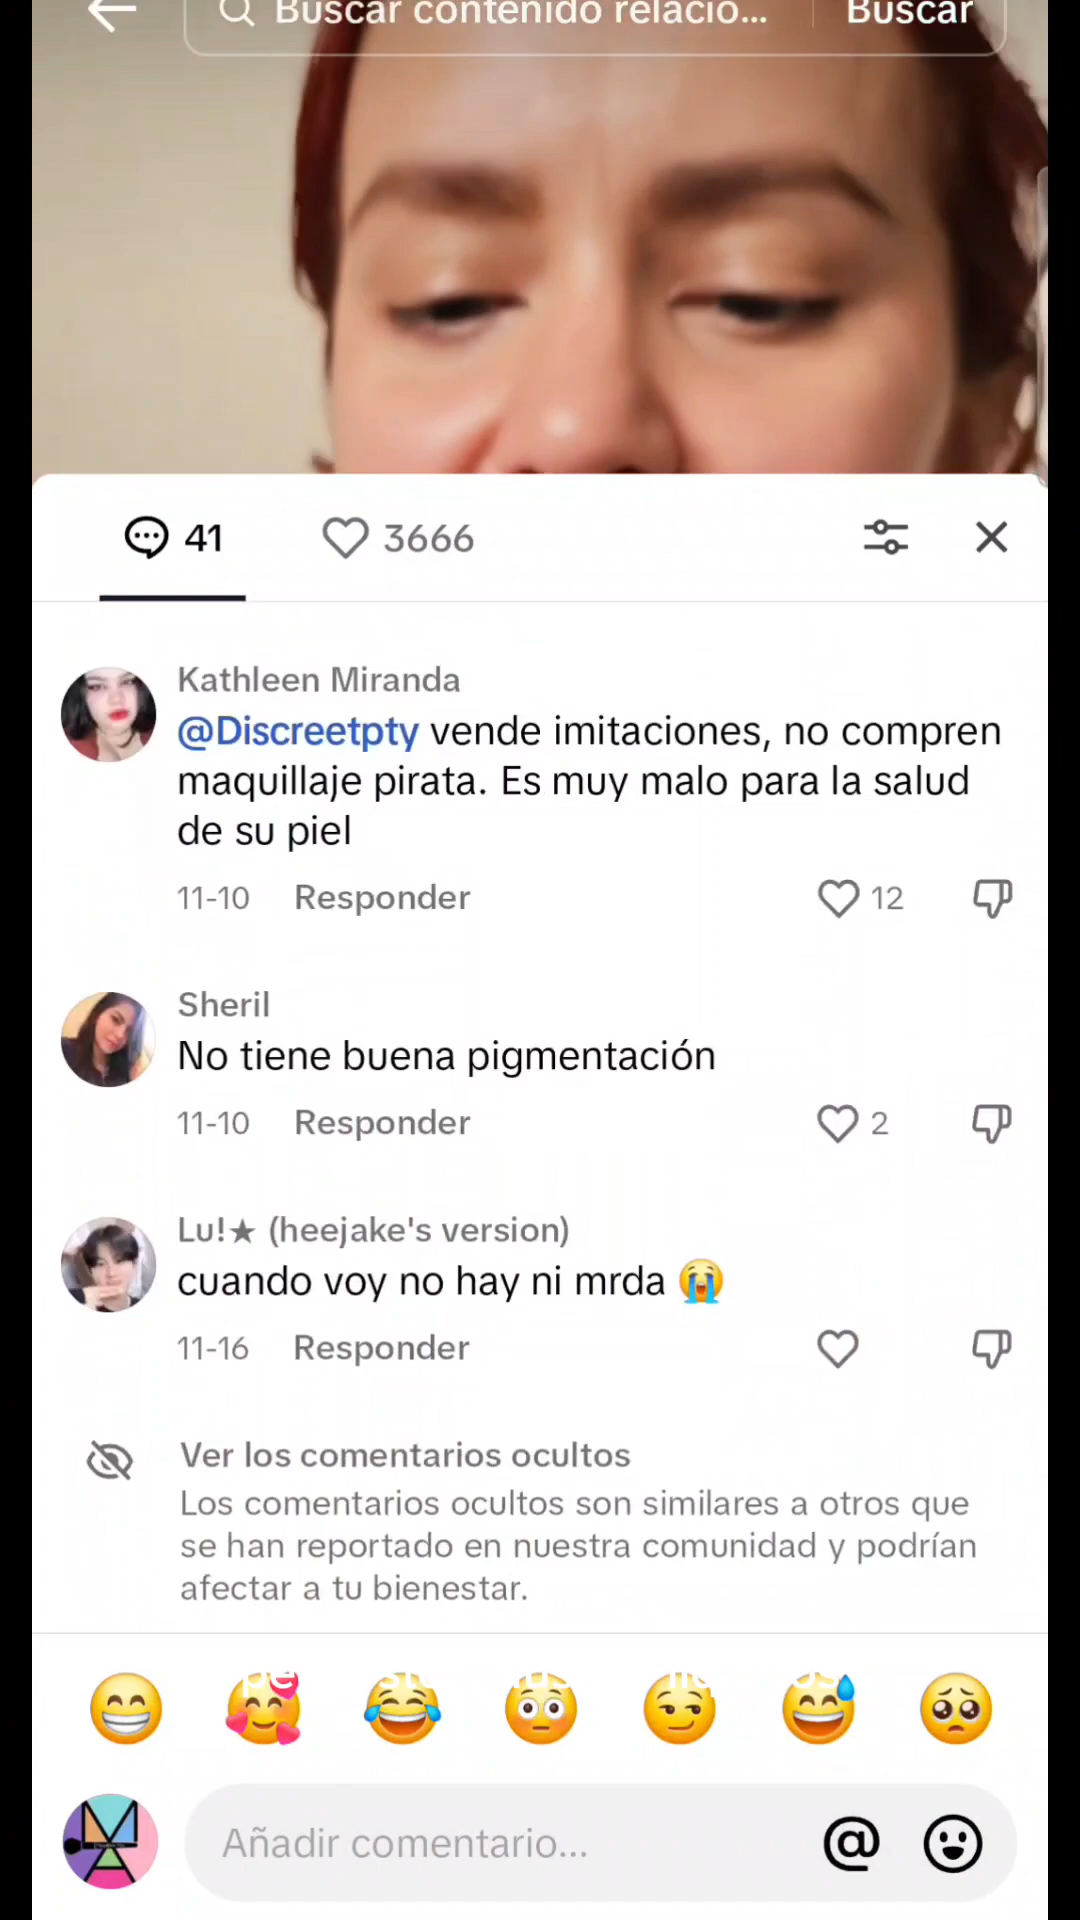 Buscar contenido relacio...
Buscar
41
3666
Kathleen Miranda
@Discreetpty vende imitaciones, no compren
maquillaje pirata. Es muy malo para la salud
de su piel
11-10 Responder 12
Sheril
No tiene buena pigmentación
11-10 Responder 2
Lu!★ (heejake's version)
cuando voy no hay ni mrda 😭
11-16 Responder
Ver los comentarios ocultos
Los comentarios ocultos son similares a otros que
se han reportado en nuestra comunidad y podrían
afectar a tu bienestar.
Añadir comentario...